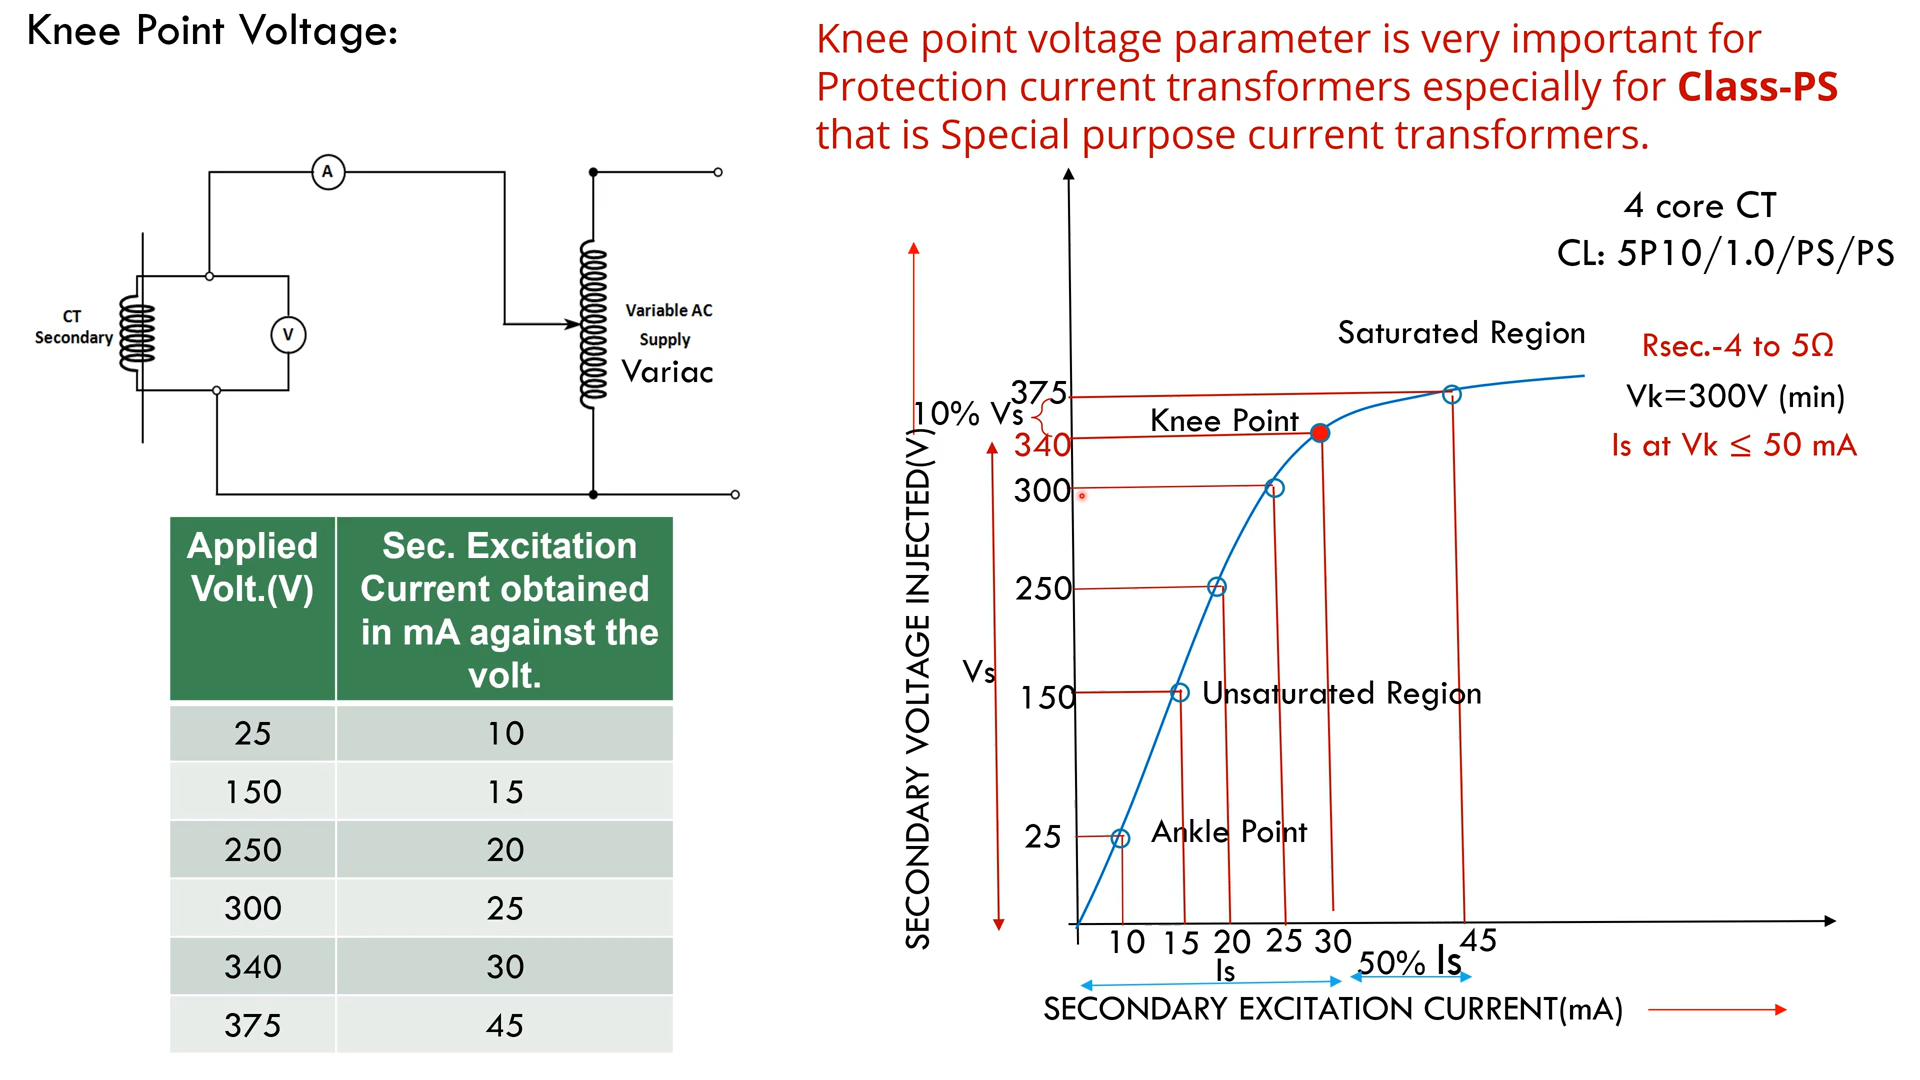 Knee Point Voltage:
Knee point voltage parameter is very important for
Protection current transformers especially for Class-PS
that is Special purpose current transformers.
A
CT
Secondary
V
Variable AC
Supply
Variac
Applied Volt.(V)
Sec. Excitation
Current obtained
in mA against the
volt.
25 10
150 15
250 20
300 25
340 30
375 45
4 core CT
CL: 5P10/1.0/PS/PS
Saturated Region
Rsec.-4 to 5Ω
Vk=300V (min)
Is at Vk ≤ 50 mA
375
10% Vs
Knee Point
340
300
250
Vs
150
Unsaturated Region
25
Ankle Point
SECONDARY VOLTAGE INJECTED(V)
10 15 20 25 30 45
Is
50% Is
SECONDARY EXCITATION CURRENT(mA)